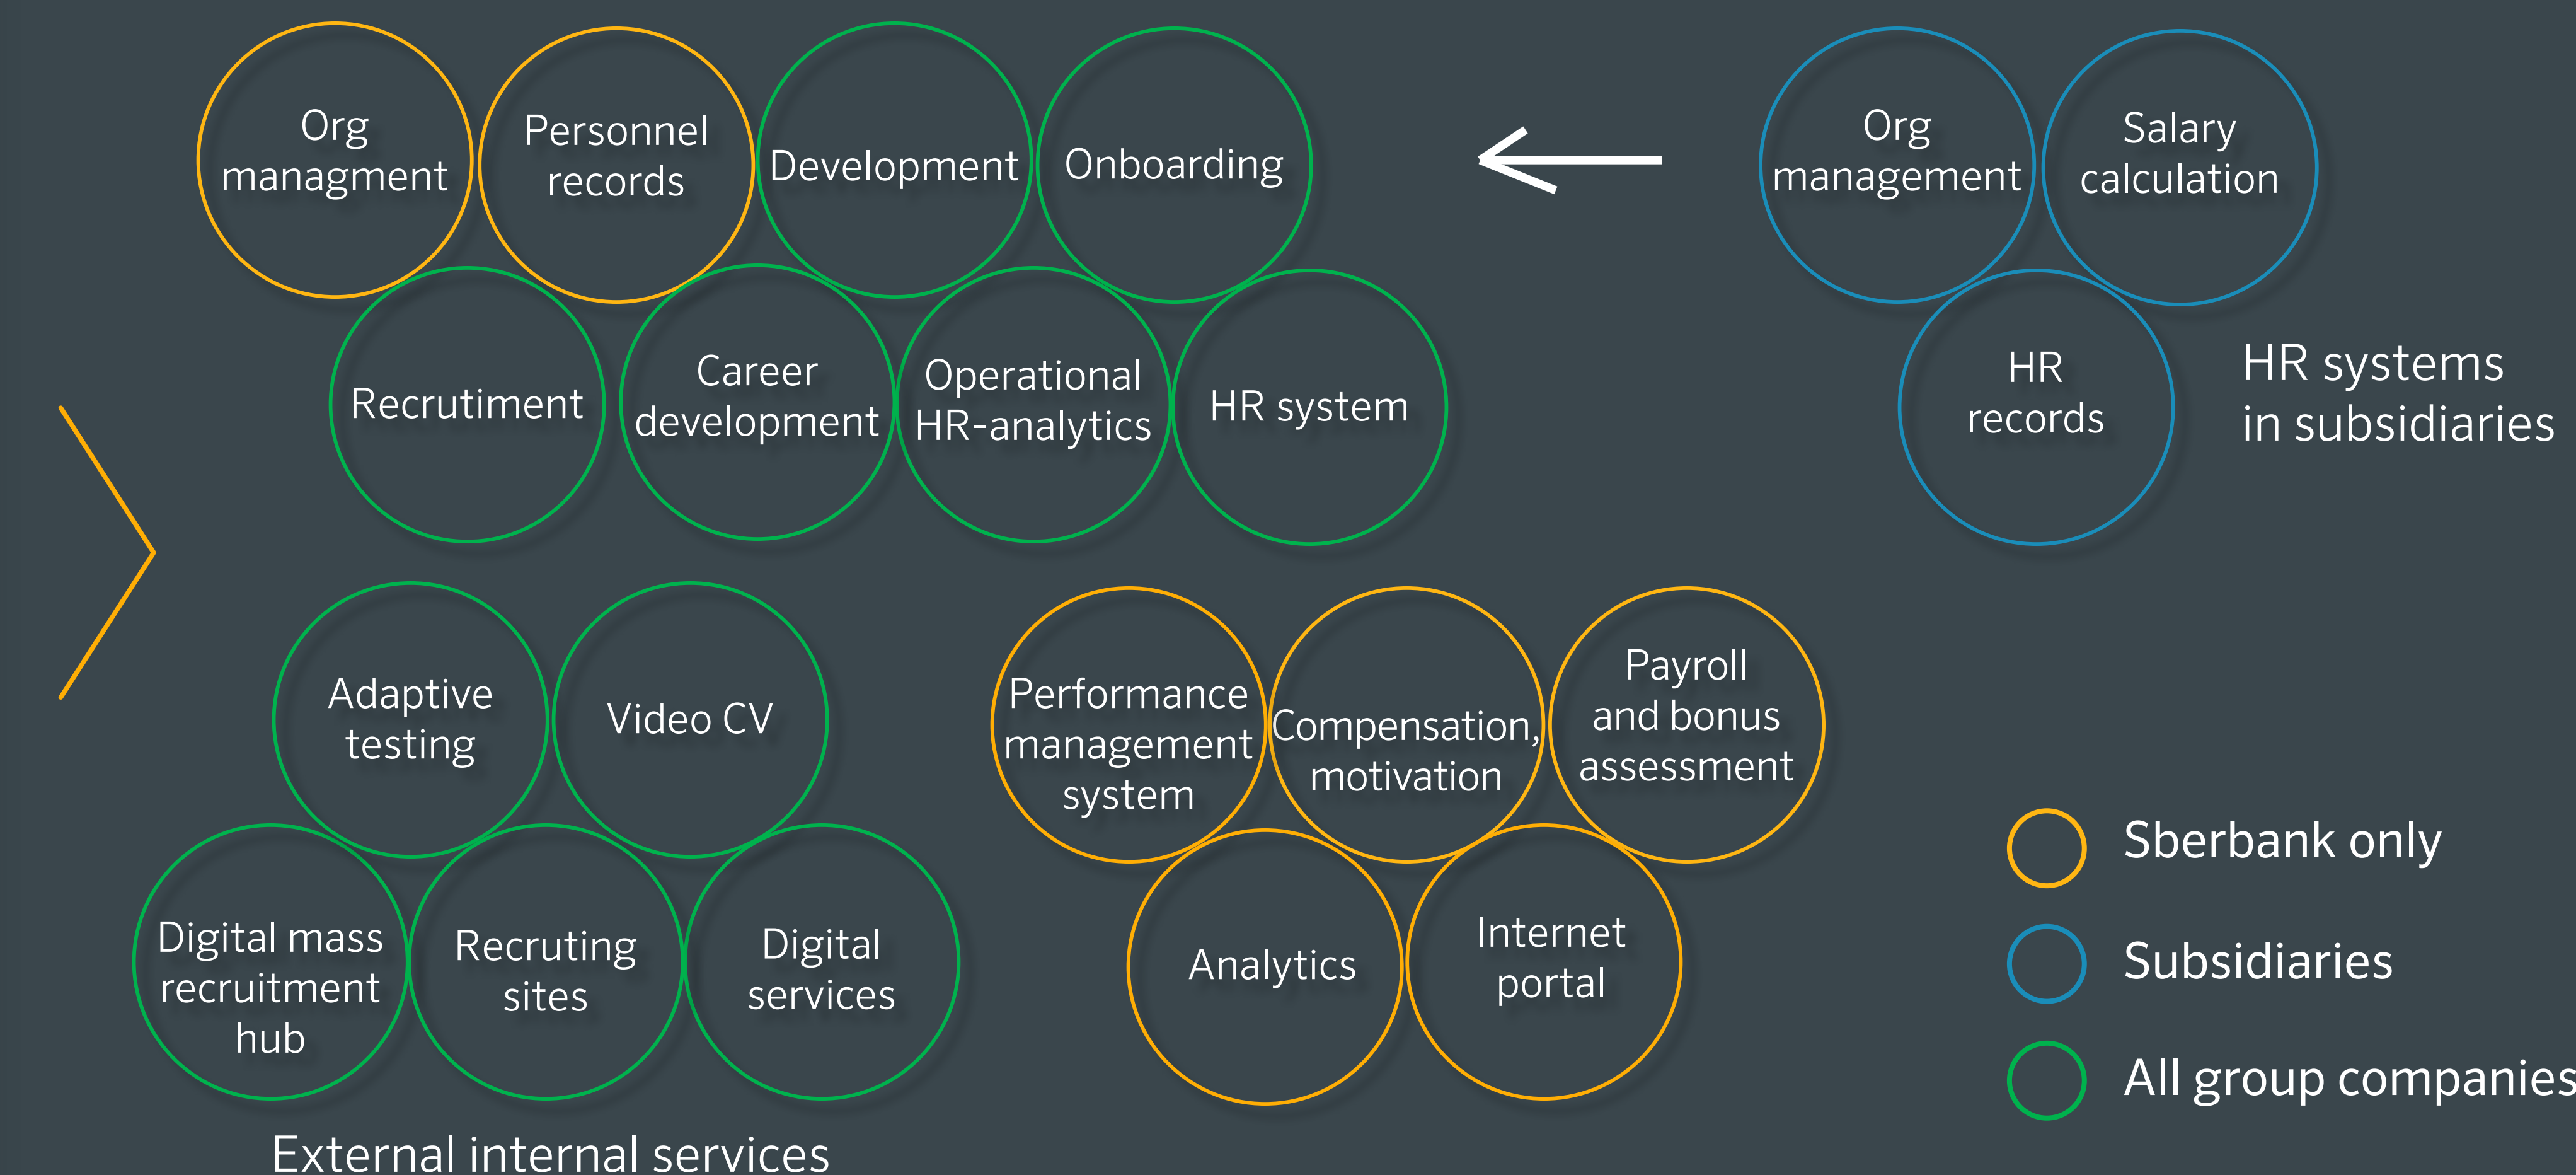 Org
managment
Personnel
records
Development
Onboarding
Recrutiment
Career
development
Operational
HR-analytics
HR system
Org
management
Salary
calculation
HR
records
HR systems
in subsidiaries
Adaptive
testing
Video CV
Digital mass
recruitment
hub
Recruting
sites
Digital
services
External internal services
Performance
management
system
Compensation,
motivation
Payroll
and bonus
assessment
Analytics
Internet
portal
Sberbank only
Subsidiaries
All group companies